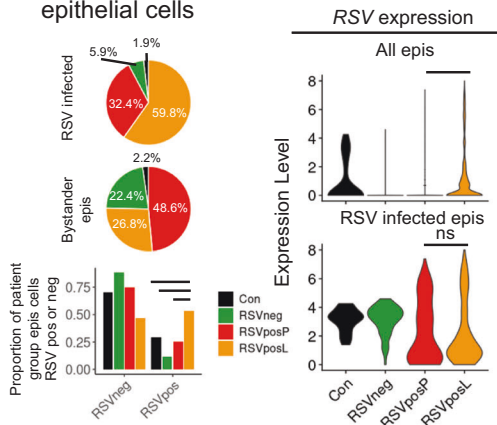 epithelial cells
RSV infected
5.9%
1.9%
32.4%
59.8%
Bystander
epis
2.2%
22.4%
48.6%
26.8%
Proportion of patient
group epis cells
RSV pos or neg
0.75
0.50
0.25
0.00
RSVneg
RSVpos
Con
RSVneg
RSVposP
RSVposL
RSV expression
All epis
Expression Level
8
6
4
2
0
RSV infected epis
ns
8
6
4
2
0
Con
RSVneg
RSVposP
RSVposL